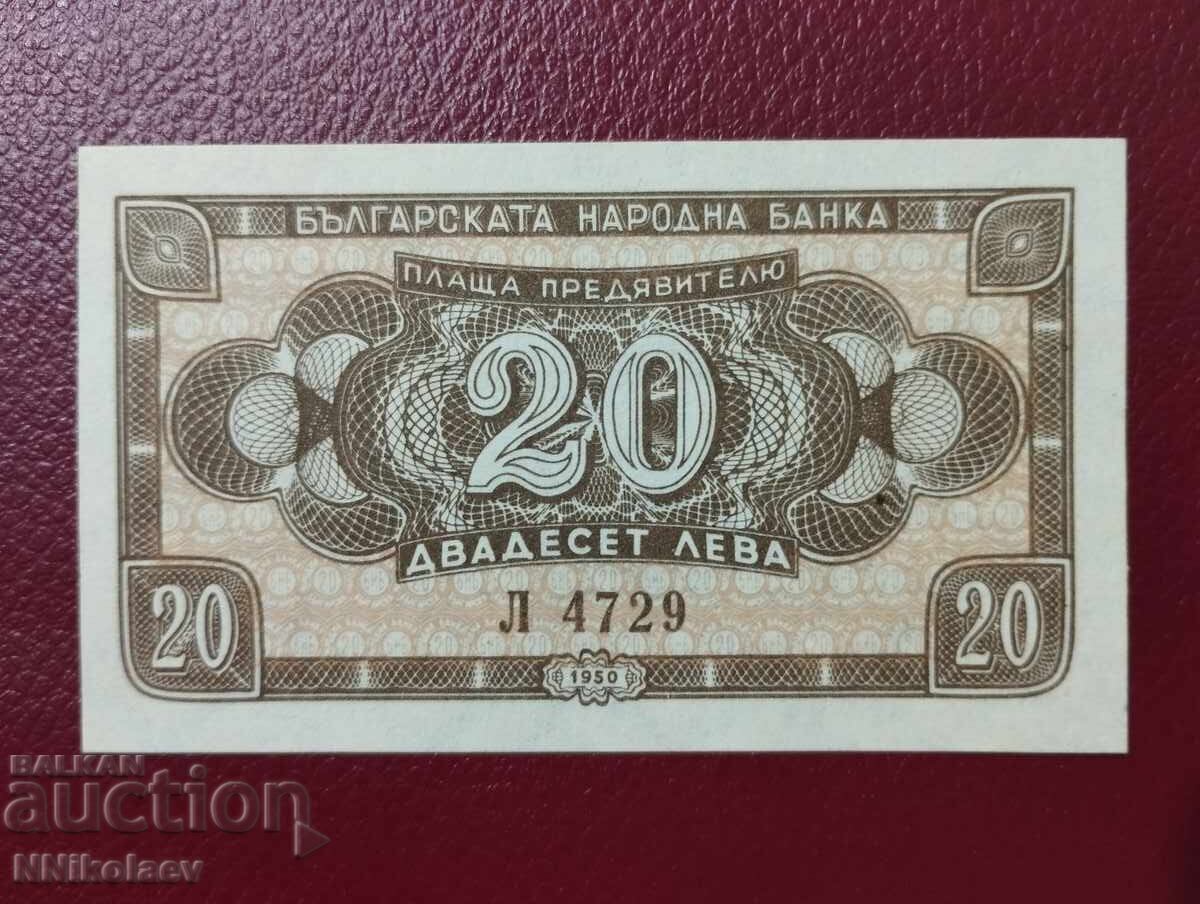 БЪЛГАРСКАТА НАРОДНА БАНКА
ПЛАЩА ПРЕДЯВИТЕЛЮ
20
ДВАДЕСЕТ ЛЕВА
Л 4729
20
20
1950
BALKAN
auction
NNikolaev